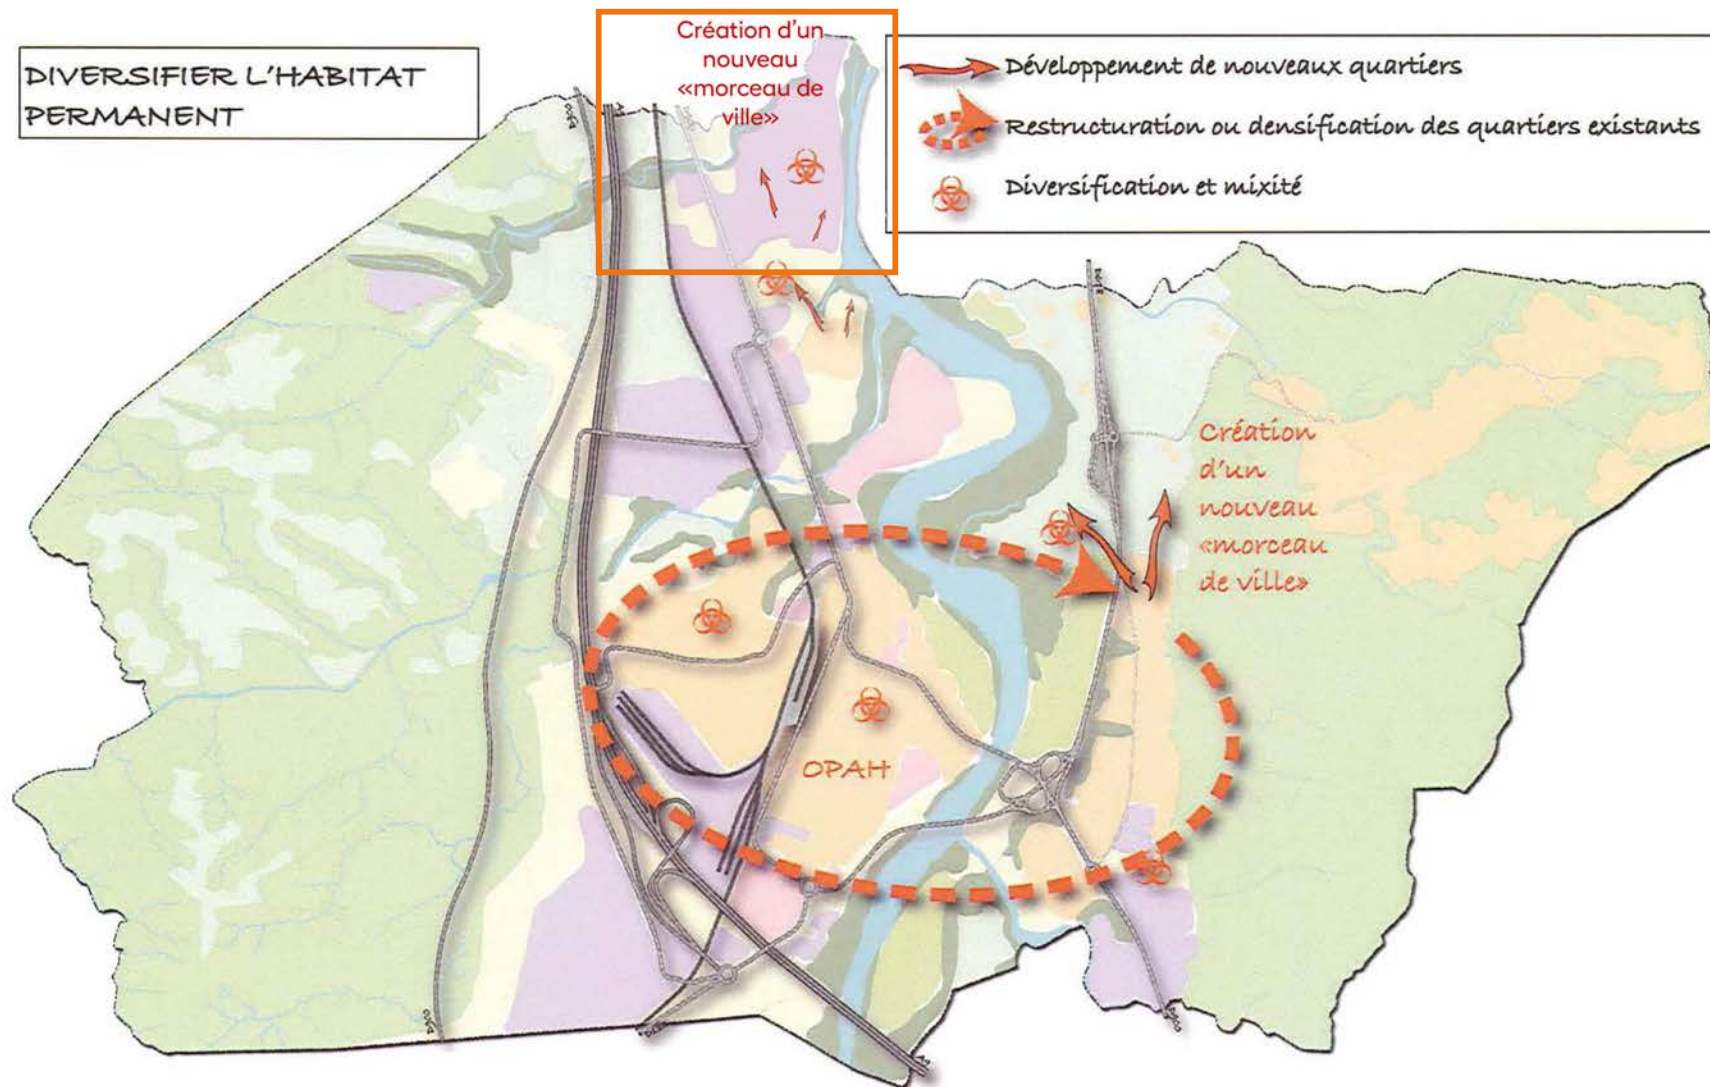 DIVERSIFIER L'HABITAT
PERMANENT
Création d'un
nouveau
«morceau de
ville»
Développement de nouveaux quartiers
Restructuration ou densification des quartiers existants
Diversification et mixité
Création
d'un
nouveau
«morceau
de ville»
OPAH